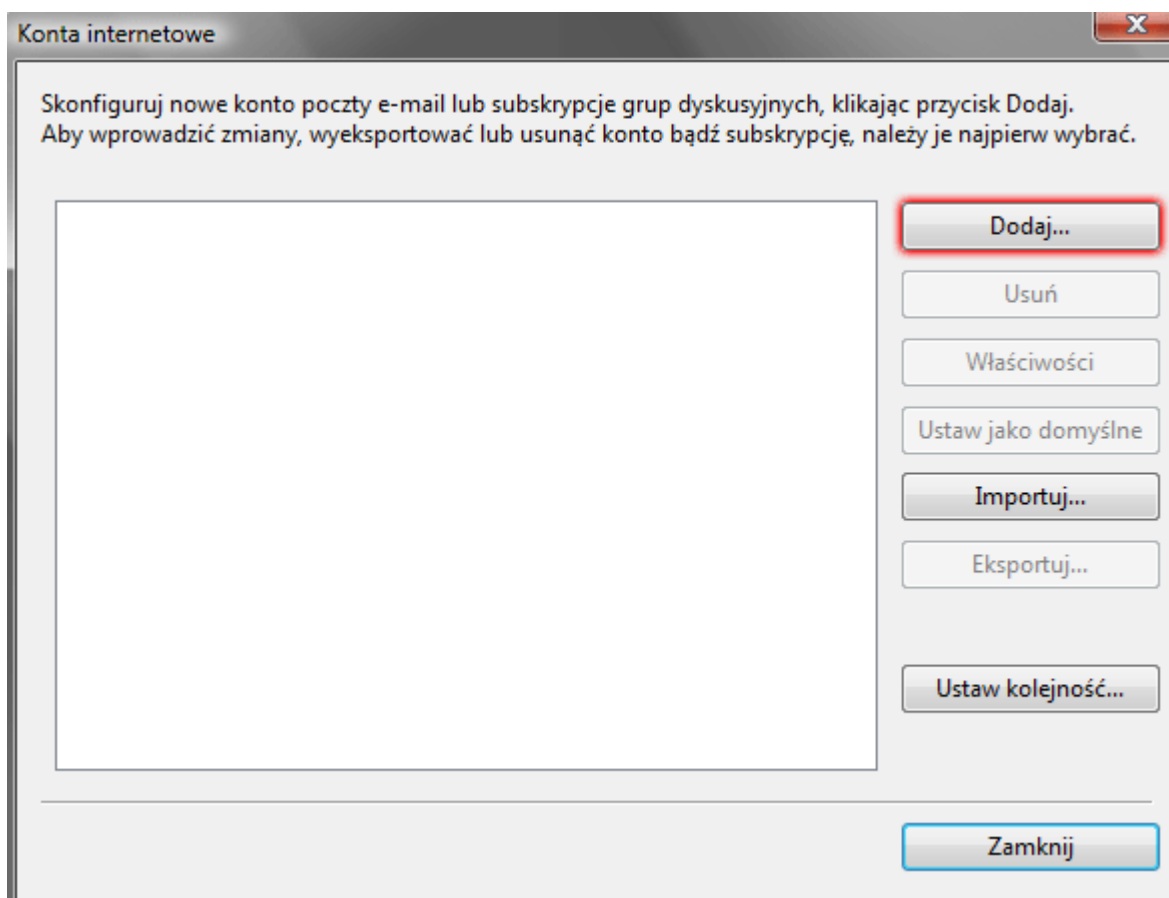 Konta internetowe
Skonfiguruj nowe konto poczty e-mail lub subskrypcje grup dyskusyjnych, klikając przycisk Dodaj.
Aby wprowadzić zmiany, wyeksportować lub usunąć konto bądź subskrypcję, należy je najpierw wybrać.
Dodaj...
Usuń
Właściwości
Ustaw jako domyślne
Importuj...
Eksportuj...
Ustaw kolejność...
Zamknij